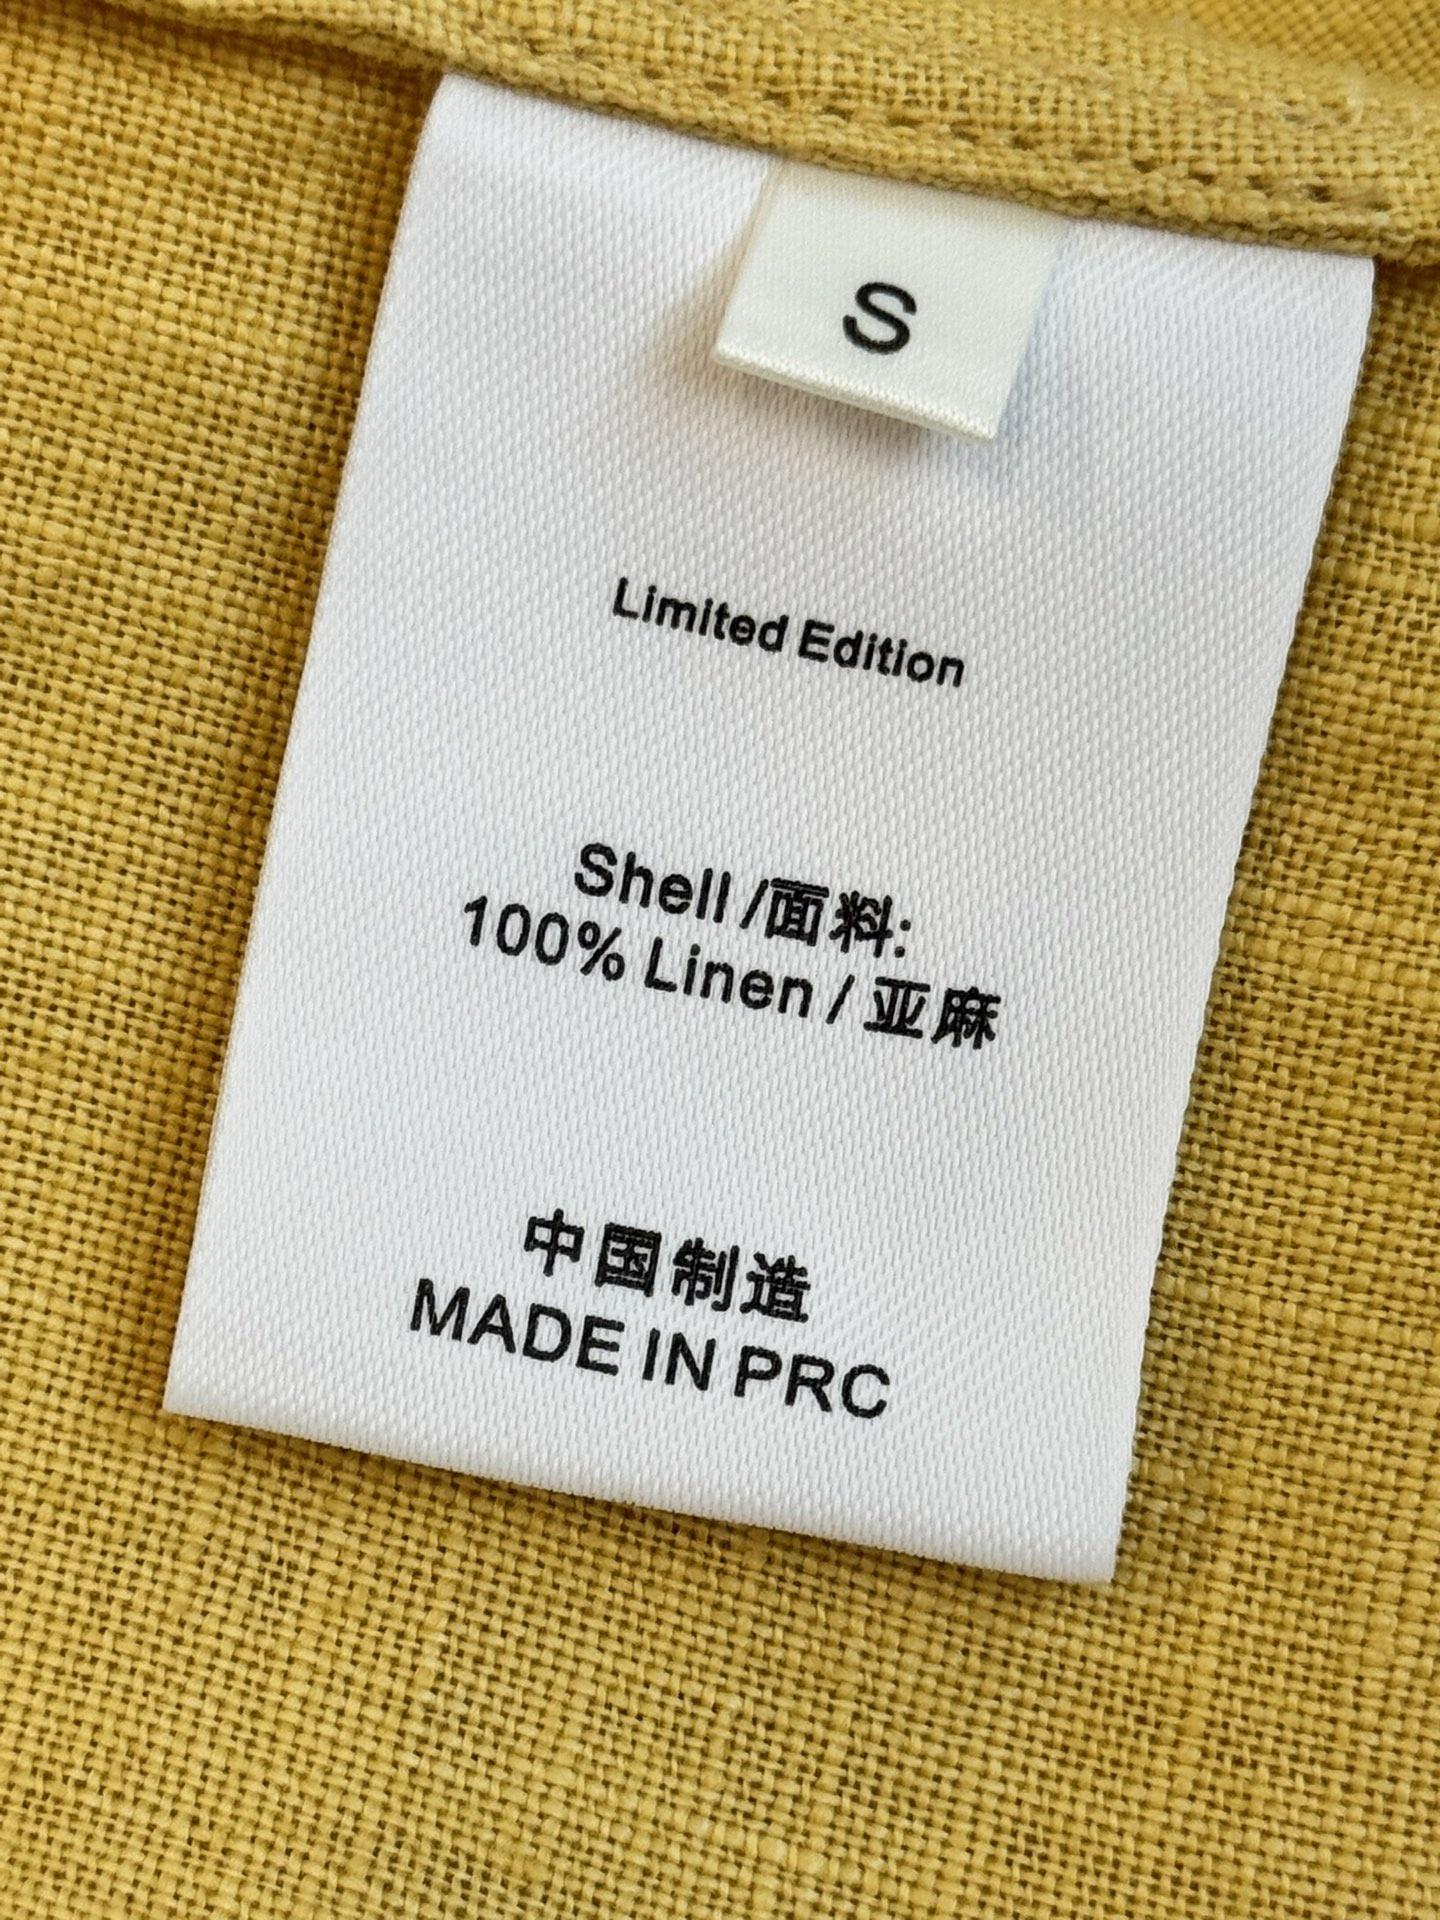 S
Limited Edition
Shell /面料:
100% Linen / 亚麻
中国制造
MADE IN PRC